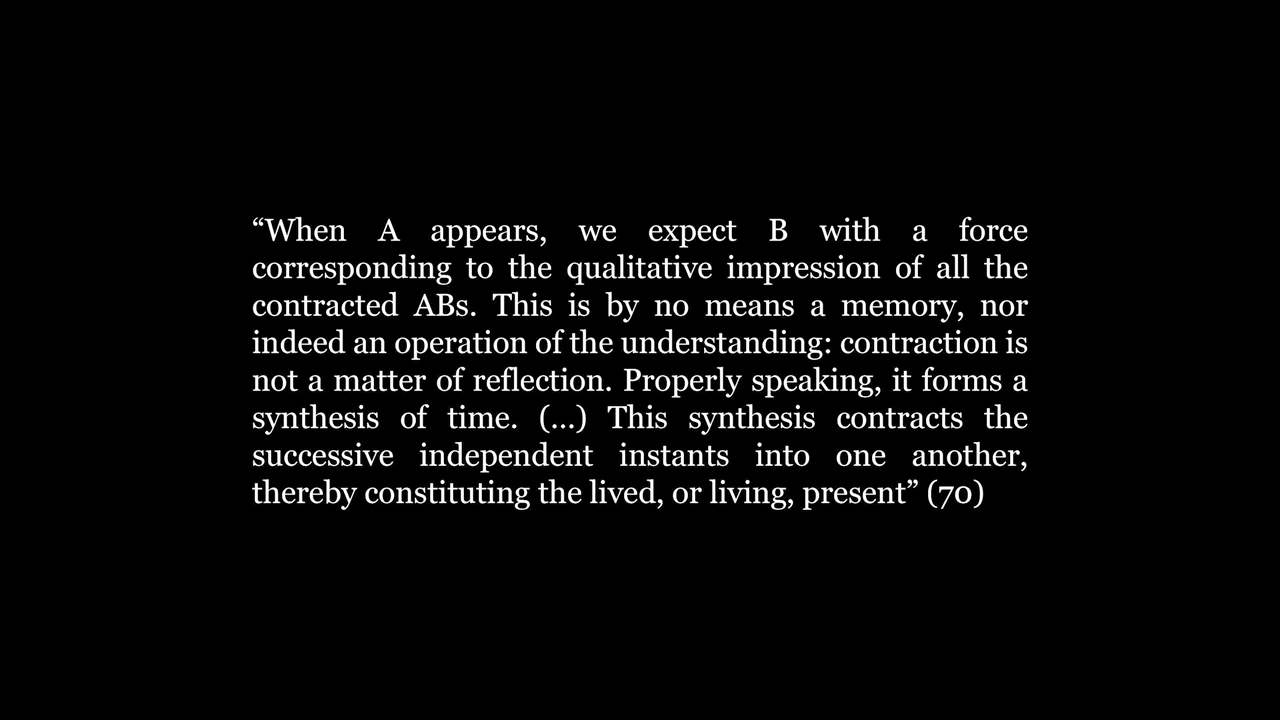 “When A appears, we expect B with a force
corresponding to the qualitative impression of all the
contracted ABs. This is by no means a memory, nor
indeed an operation of the understanding: contraction is
not a matter of reflection. Properly speaking, it forms a
synthesis of time. (...) This synthesis contracts the
successive independent instants into one another,
thereby constituting the lived, or living, present” (70)